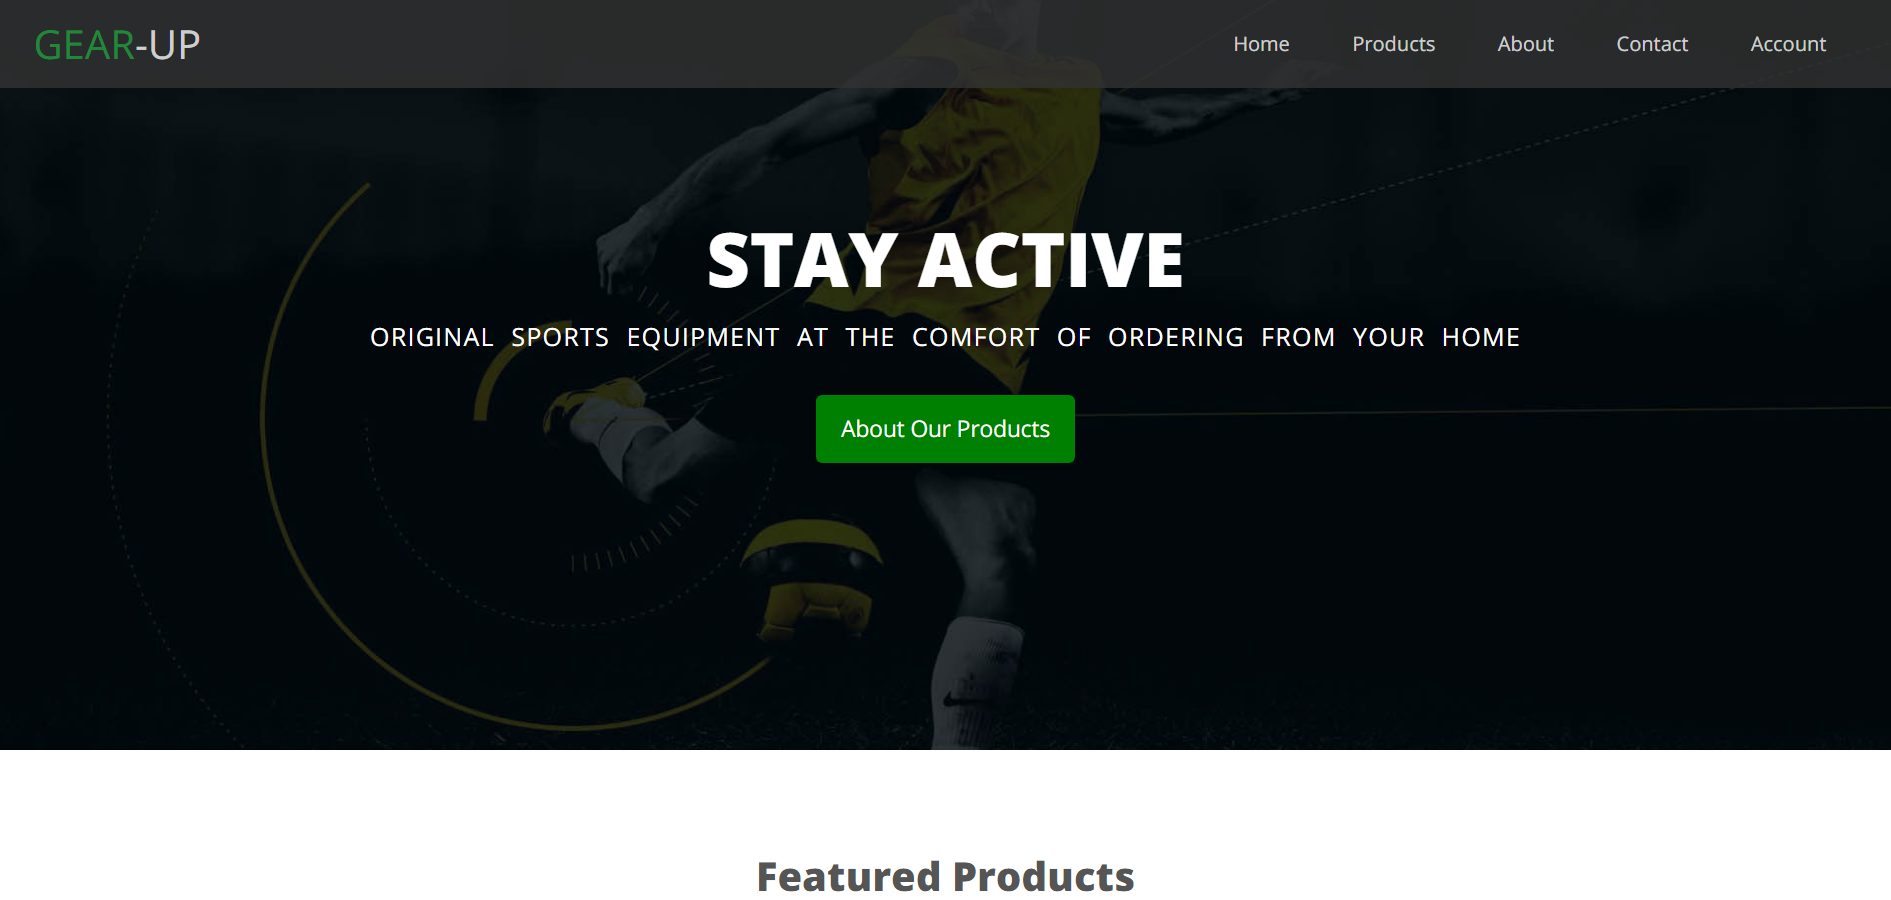 GEAR-UP
Home Products About Contact Account
STAY ACTIVE
ORIGINAL SPORTS EQUIPMENT AT THE COMFORT OF ORDERING FROM YOUR HOME
About Our Products
Featured Products